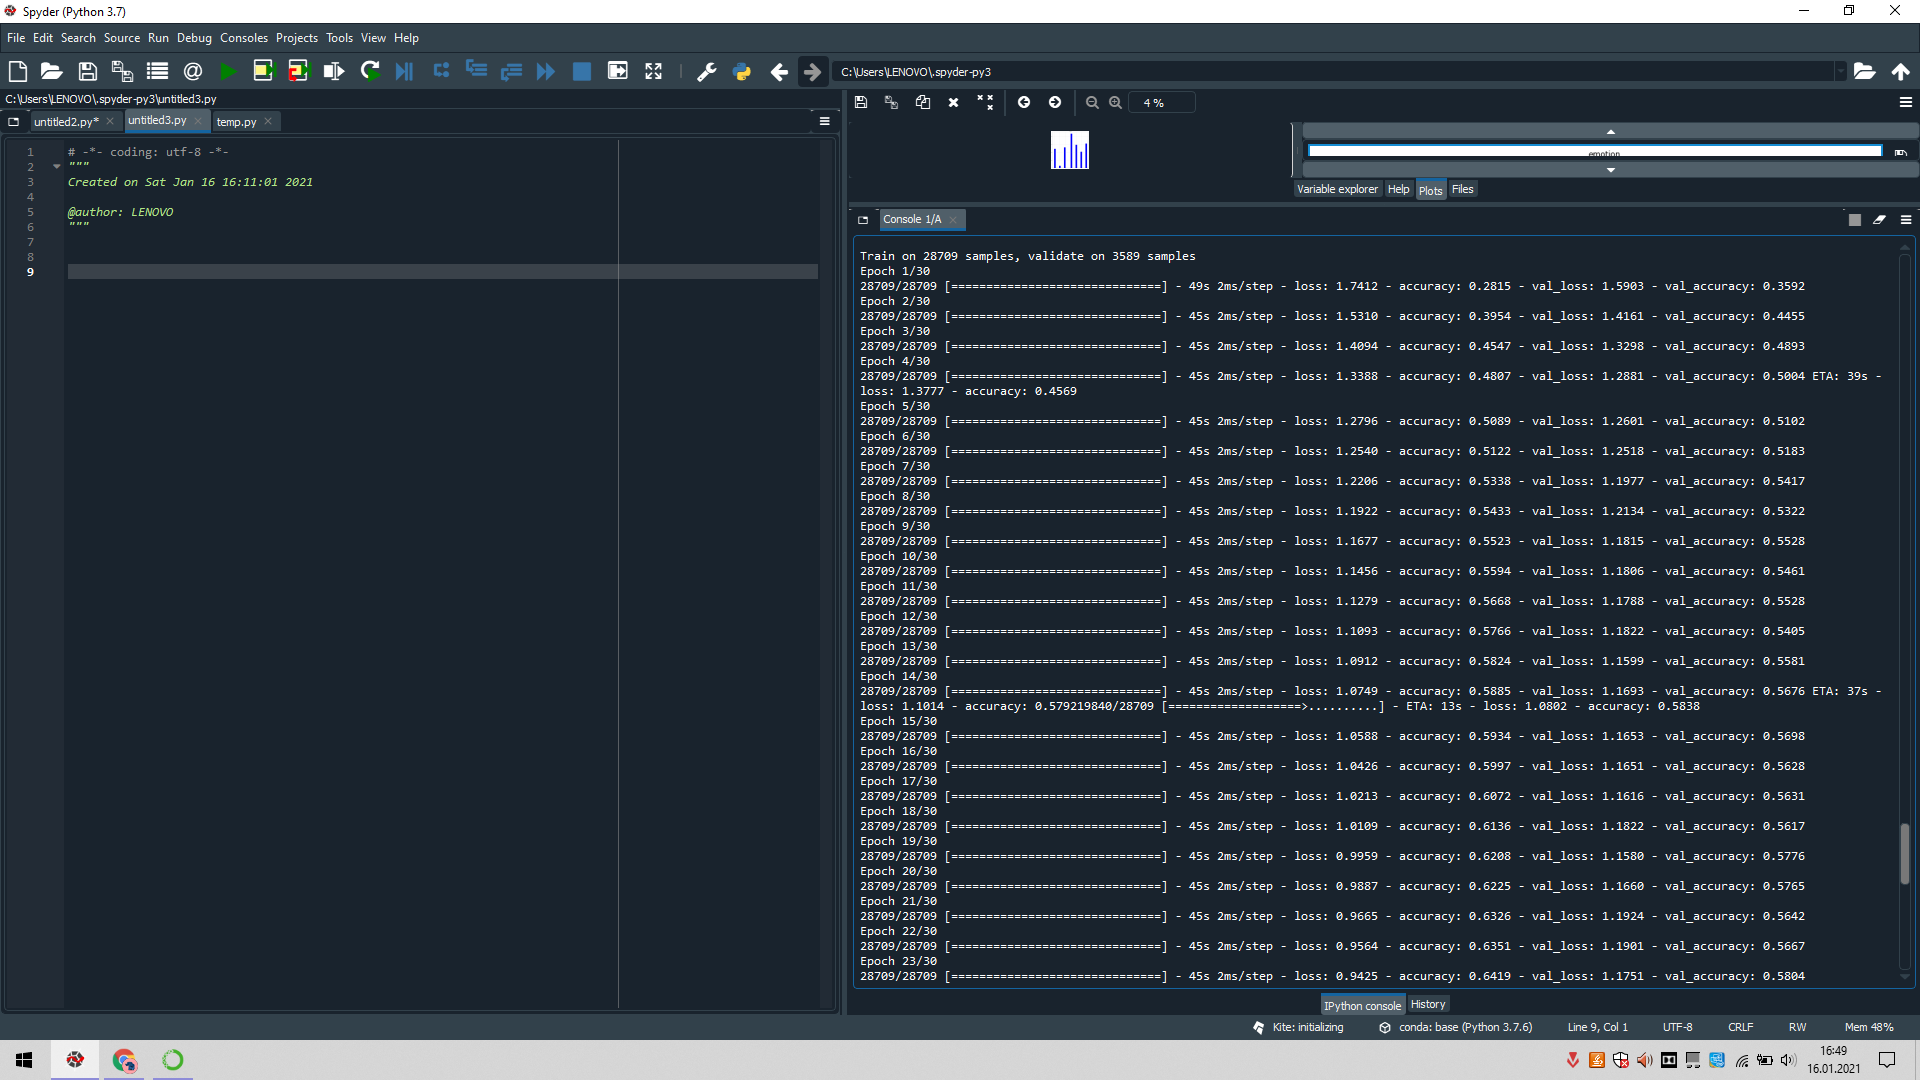 Spyder (Python 3.7)
File Edit Search Source Run Debug Consoles Projects Tools View Help
C:\Users\LENOVO\.spyder-py3
C:\Users\LENOVO\.spyder-py3\untitled3.py
untitled2.py*
untitled3.py
temp.py
1 # -*- coding: utf-8 -*-
2 """
3 Created on Sat Jan 16 16:11:01 2021
4
5 @author: LENOVO
6 """
7
8
9
4 %
emotion
Variable explorer Help Plots Files
Console 1/A
Train on 28709 samples, validate on 3589 samples
Epoch 1/30
28709/28709 [==============================] - 49s 2ms/step - loss: 1.7412 - accuracy: 0.2815 - val_loss: 1.5903 - val_accuracy: 0.3592
Epoch 2/30
28709/28709 [==============================] - 45s 2ms/step - loss: 1.5310 - accuracy: 0.3954 - val_loss: 1.4161 - val_accuracy: 0.4455
Epoch 3/30
28709/28709 [==============================] - 45s 2ms/step - loss: 1.4094 - accuracy: 0.4547 - val_loss: 1.3298 - val_accuracy: 0.4893
Epoch 4/30
28709/28709 [==============================] - 45s 2ms/step - loss: 1.3388 - accuracy: 0.4807 - val_loss: 1.2881 - val_accuracy: 0.5004 ETA: 39s -
loss: 1.3777 - accuracy: 0.4569
Epoch 5/30
28709/28709 [==============================] - 45s 2ms/step - loss: 1.2796 - accuracy: 0.5089 - val_loss: 1.2601 - val_accuracy: 0.5102
Epoch 6/30
28709/28709 [==============================] - 45s 2ms/step - loss: 1.2540 - accuracy: 0.5122 - val_loss: 1.2518 - val_accuracy: 0.5183
Epoch 7/30
28709/28709 [==============================] - 45s 2ms/step - loss: 1.2206 - accuracy: 0.5338 - val_loss: 1.1977 - val_accuracy: 0.5417
Epoch 8/30
28709/28709 [==============================] - 45s 2ms/step - loss: 1.1922 - accuracy: 0.5433 - val_loss: 1.2134 - val_accuracy: 0.5322
Epoch 9/30
28709/28709 [==============================] - 45s 2ms/step - loss: 1.1677 - accuracy: 0.5523 - val_loss: 1.1815 - val_accuracy: 0.5528
Epoch 10/30
28709/28709 [==============================] - 45s 2ms/step - loss: 1.1456 - accuracy: 0.5594 - val_loss: 1.1806 - val_accuracy: 0.5461
Epoch 11/30
28709/28709 [==============================] - 45s 2ms/step - loss: 1.1279 - accuracy: 0.5668 - val_loss: 1.1788 - val_accuracy: 0.5528
Epoch 12/30
28709/28709 [==============================] - 45s 2ms/step - loss: 1.1093 - accuracy: 0.5766 - val_loss: 1.1822 - val_accuracy: 0.5405
Epoch 13/30
28709/28709 [==============================] - 45s 2ms/step - loss: 1.0912 - accuracy: 0.5824 - val_loss: 1.1599 - val_accuracy: 0.5581
Epoch 14/30
28709/28709 [==============================] - 45s 2ms/step - loss: 1.0749 - accuracy: 0.5885 - val_loss: 1.1693 - val_accuracy: 0.5676 ETA: 37s -
loss: 1.1014 - accuracy: 0.579219840/28709 [===================>..........] - ETA: 13s - loss: 1.0802 - accuracy: 0.5838
Epoch 15/30
28709/28709 [==============================] - 45s 2ms/step - loss: 1.0588 - accuracy: 0.5934 - val_loss: 1.1653 - val_accuracy: 0.5698
Epoch 16/30
28709/28709 [==============================] - 45s 2ms/step - loss: 1.0426 - accuracy: 0.5997 - val_loss: 1.1651 - val_accuracy: 0.5628
Epoch 17/30
28709/28709 [==============================] - 45s 2ms/step - loss: 1.0213 - accuracy: 0.6072 - val_loss: 1.1616 - val_accuracy: 0.5631
Epoch 18/30
28709/28709 [==============================] - 45s 2ms/step - loss: 1.0109 - accuracy: 0.6136 - val_loss: 1.1822 - val_accuracy: 0.5617
Epoch 19/30
28709/28709 [==============================] - 45s 2ms/step - loss: 0.9959 - accuracy: 0.6208 - val_loss: 1.1580 - val_accuracy: 0.5776
Epoch 20/30
28709/28709 [==============================] - 45s 2ms/step - loss: 0.9887 - accuracy: 0.6225 - val_loss: 1.1660 - val_accuracy: 0.5765
Epoch 21/30
28709/28709 [==============================] - 45s 2ms/step - loss: 0.9665 - accuracy: 0.6326 - val_loss: 1.1924 - val_accuracy: 0.5642
Epoch 22/30
28709/28709 [==============================] - 45s 2ms/step - loss: 0.9564 - accuracy: 0.6351 - val_loss: 1.1901 - val_accuracy: 0.5667
Epoch 23/30
28709/28709 [==============================] - 45s 2ms/step - loss: 0.9425 - accuracy: 0.6419 - val_loss: 1.1751 - val_accuracy: 0.5804
IPython console History
Kite: initializing conda: base (Python 3.7.6) Line 9, Col 1 UTF-8 CRLF RW Mem 48%
16:49
16.01.2021